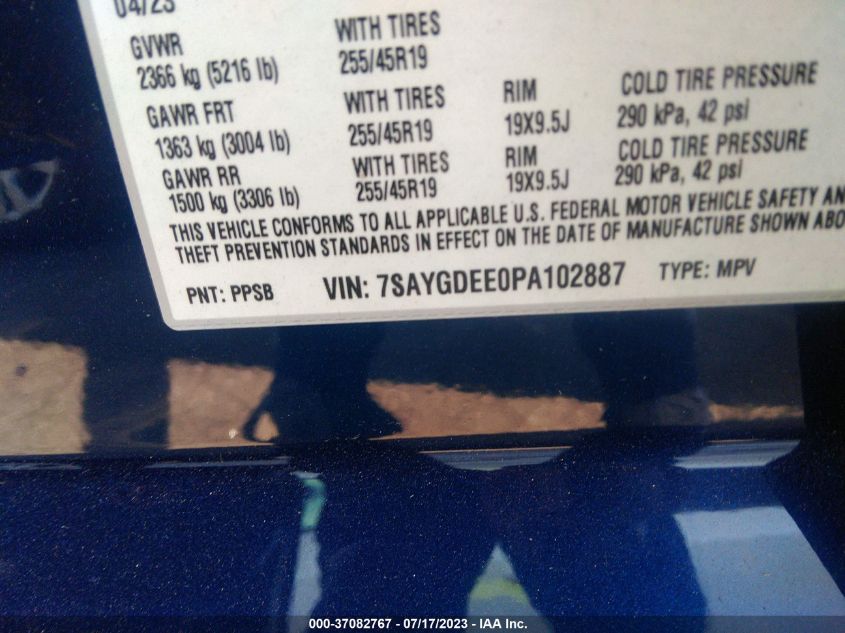 04/23
GVWR WITH TIRES
2366 kg (5216 lb) 255/45R19
GAWR FRT WITH TIRES RIM COLD TIRE PRESSURE
1363 kg (3004 lb) 255/45R19 19X9.5J 290 kPa, 42 psi
GAWR RR WITH TIRES RIM COLD TIRE PRESSURE
1500 kg (3306 lb) 255/45R19 19X9.5J 290 kPa, 42 psi
THIS VEHICLE CONFORMS TO ALL APPLICABLE U.S. FEDERAL MOTOR VEHICLE SAFETY AN
THEFT PREVENTION STANDARDS IN EFFECT ON THE DATE OF MANUFACTURE SHOWN ABO
PNT: PPSB VIN: 7SAYGDEE0PA102887 TYPE: MPV
000-37082767 - 07/17/2023 - IAA Inc.